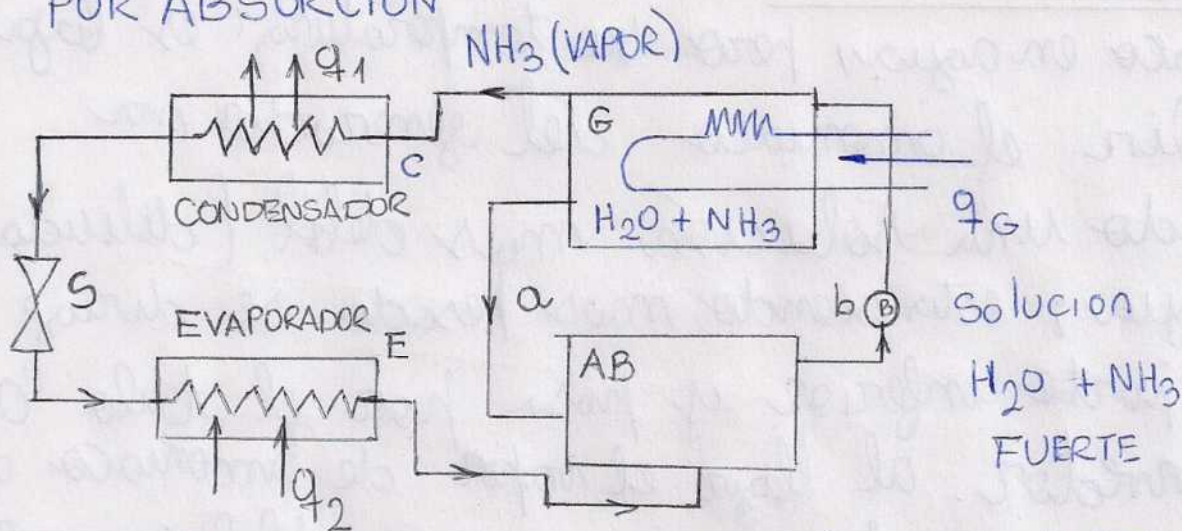 POR ABSORCION
q1
NH3 (VAPOR)
G
C
CONDENSADOR
H2O + NH3
qG
S
a
b
B
Solucion
EVAPORADOR
E
AB
H2O + NH3
FUERTE
q2